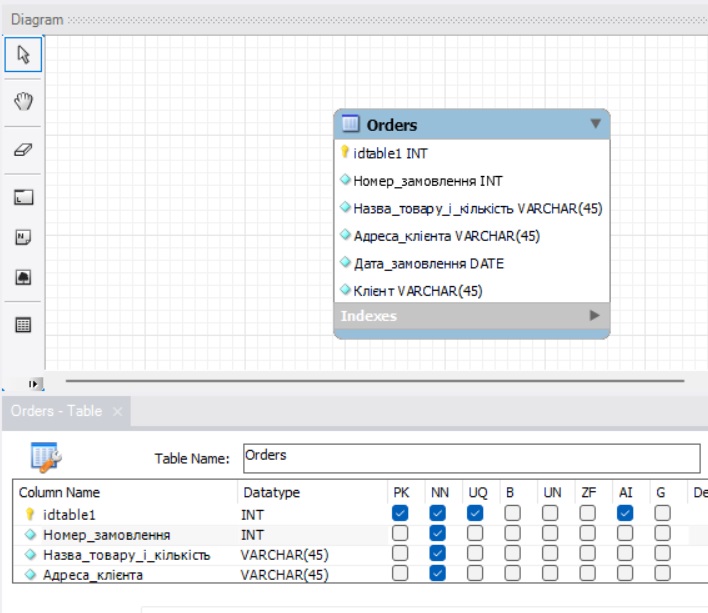 Diagram
Orders
idtable1 INT
Номер_замовлення INT
Назва_товару_і_кількість VARCHAR(45)
Адреса_клієнта VARCHAR(45)
Дата_замовлення DATE
Клієнт VARCHAR(45)
Indexes
Orders - Table ×
Table Name: Orders
Column Name Datatype PK NN UQ B UN ZF AI G De
idtable1 INT
Номер_замовлення INT
Назва_товару_і_кількість VARCHAR(45)
Адреса_клієнта VARCHAR(45)